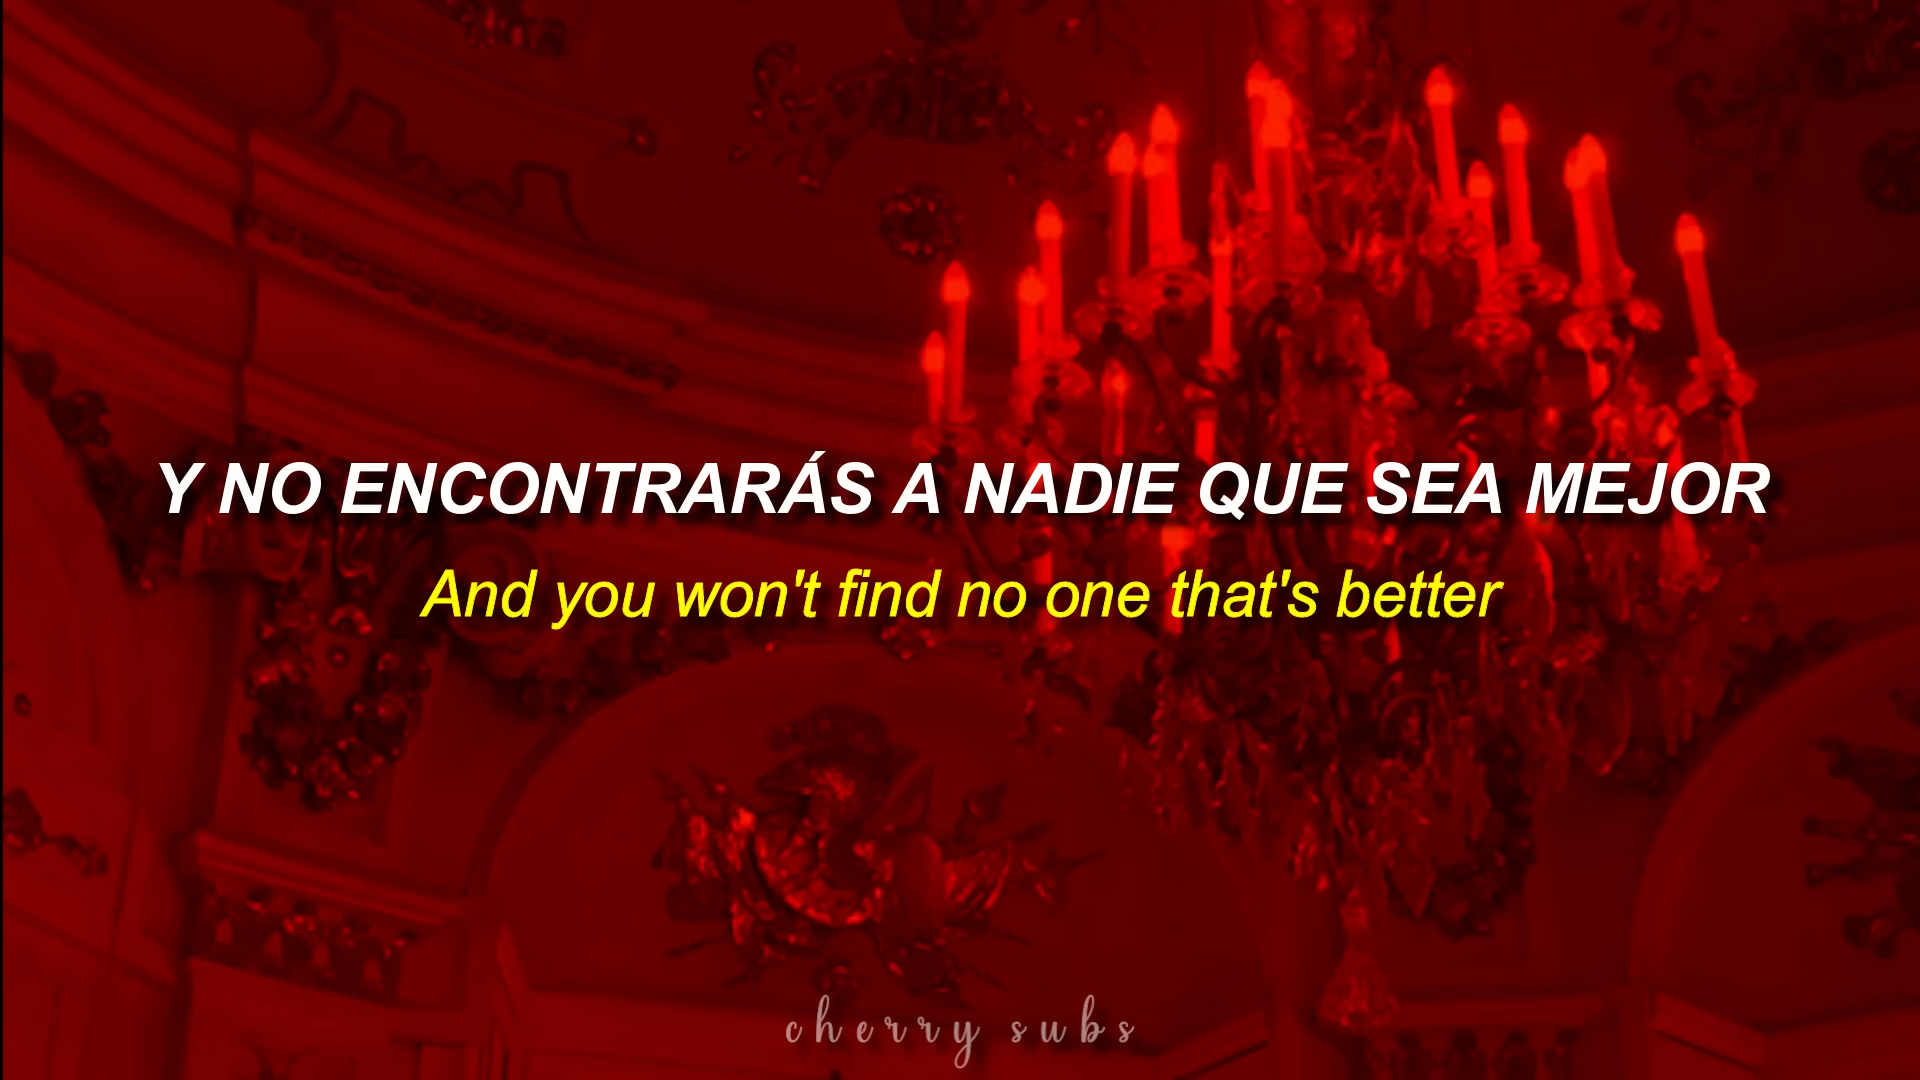 Y NO ENCONTRARÁS A NADIE QUE SEA MEJOR
And you won't find no one that's better
cherry subs